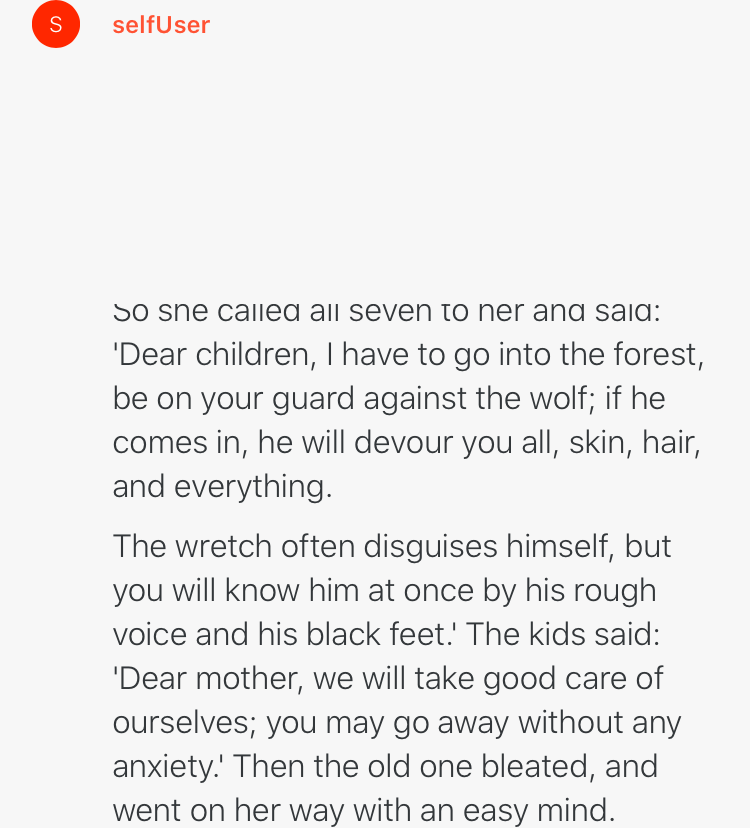 S
selfUser
So she called all seven to her and said:
'Dear children, I have to go into the forest,
be on your guard against the wolf; if he
comes in, he will devour you all, skin, hair,
and everything.
The wretch often disguises himself, but
you will know him at once by his rough
voice and his black feet.' The kids said:
'Dear mother, we will take good care of
ourselves; you may go away without any
anxiety.' Then the old one bleated, and
went on her way with an easy mind.